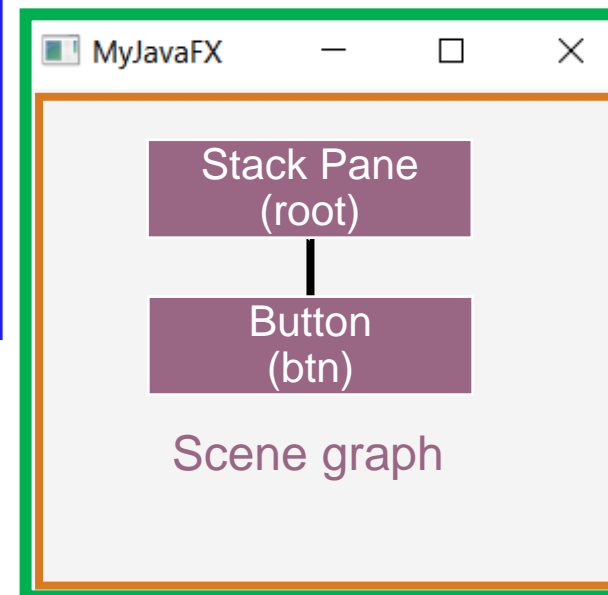 MyJavaFX
Stack Pane
(root)
Button
(btn)
Scene graph